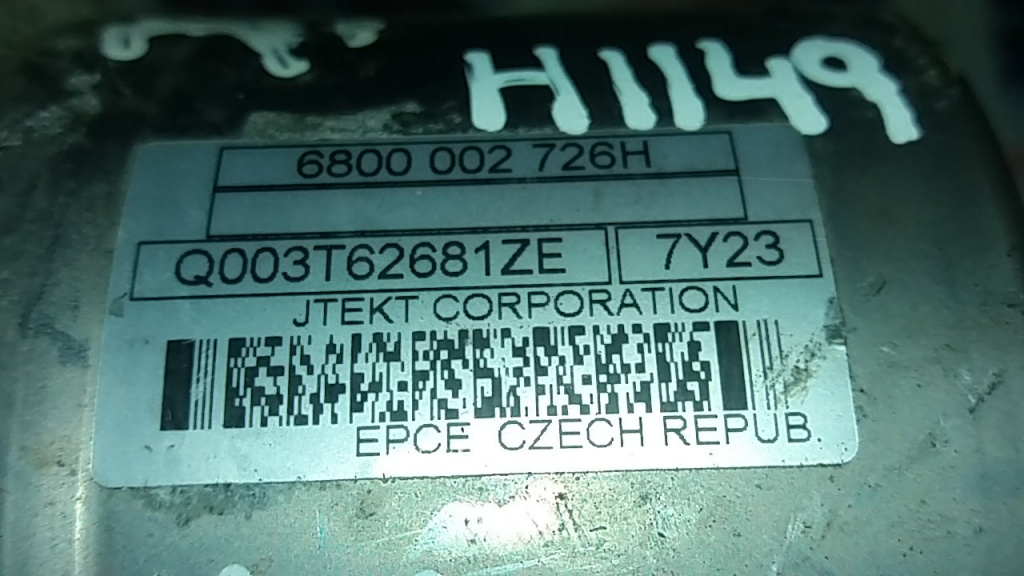 H1149
6800 002 726H
Q003T62681ZE 7Y23
JTEKT CORPORATION
EPCE CZECH REPUB.